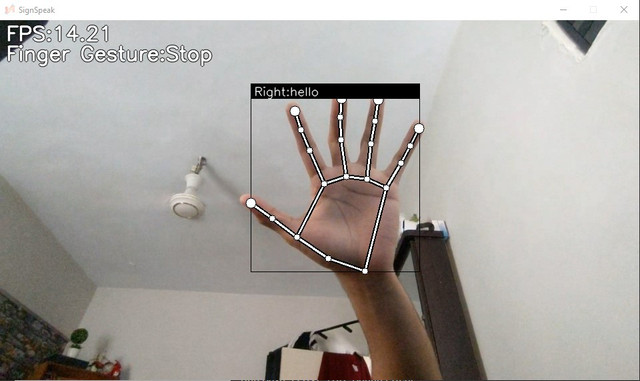 SignSpeak
FPS:14.21
Finger Gesture:Stop
Right:hello